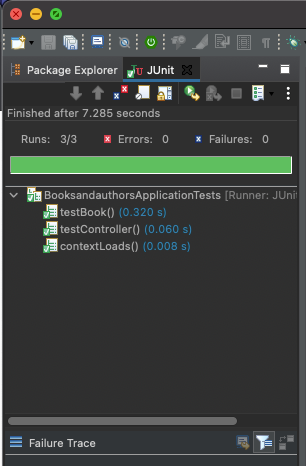 Package Explorer
JUnit
Finished after 7.285 seconds
Runs: 3/3 Errors: 0 Failures: 0
BooksandauthorsApplicationTests [Runner: JUni
testBook() (0.320 s)
testController() (0.060 s)
contextLoads() (0.008 s)
Failure Trace